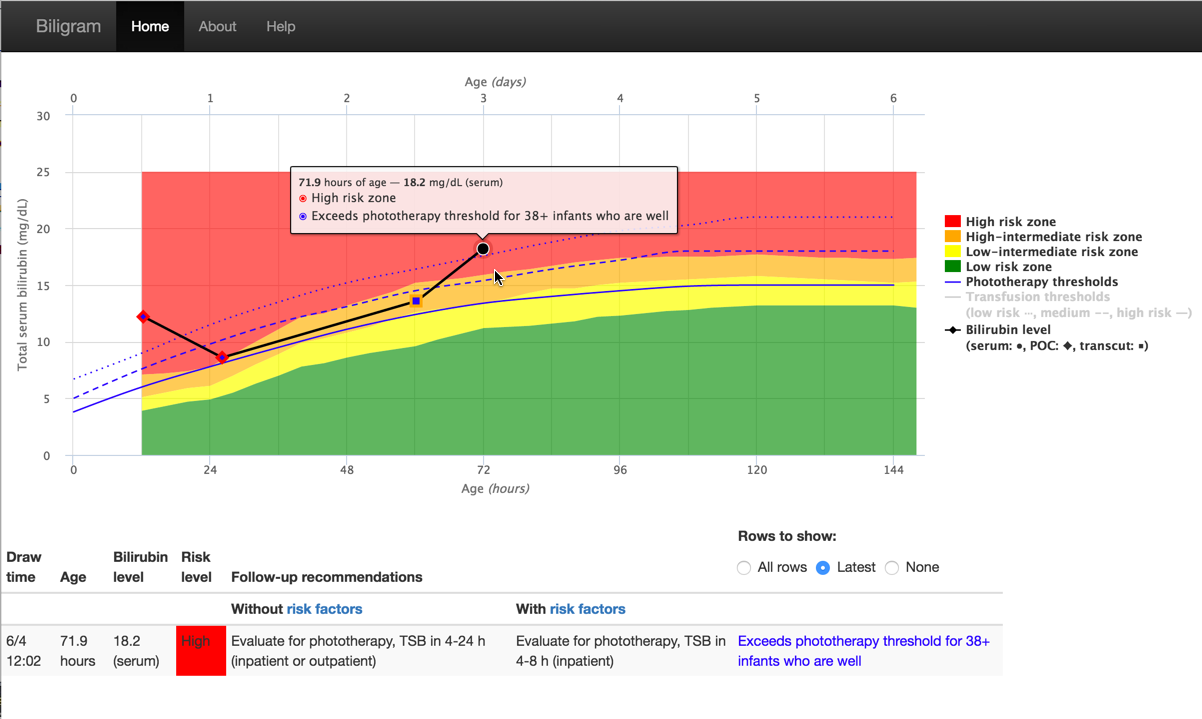 Biligram Home About Help
Age (days)
0 1 2 3 4 5 6
30
25
20
15
10
5
0
Total serum bilirubin (mg/dL)
71.9 hours of age — 18.2 mg/dL (serum)
High risk zone
Exceeds phototherapy threshold for 38+ infants who are well
0 24 48 72 96 120 144
Age (hours)
High risk zone
High-intermediate risk zone
Low-intermediate risk zone
Low risk zone
Phototherapy thresholds
Transfusion thresholds
(low risk ···, medium --, high risk —)
Bilirubin level
(serum: ●, POC: ◆, transcut: ■)
Rows to show:
All rows Latest None
Draw time Age Bilirubin level Risk level Follow-up recommendations
Without risk factors With risk factors
6/4 71.9 18.2 High Evaluate for phototherapy, TSB in 4-24 h Evaluate for phototherapy, TSB in Exceeds phototherapy threshold for 38+
12:02 hours (serum) (inpatient or outpatient) 4-8 h (inpatient) infants who are well